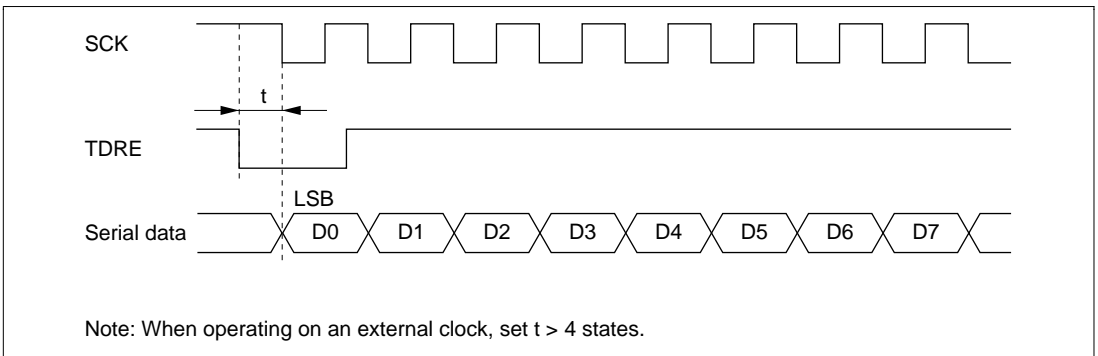 SCK
t
TDRE
LSB
Serial data D0 D1 D2 D3 D4 D5 D6 D7
Note: When operating on an external clock, set t > 4 states.